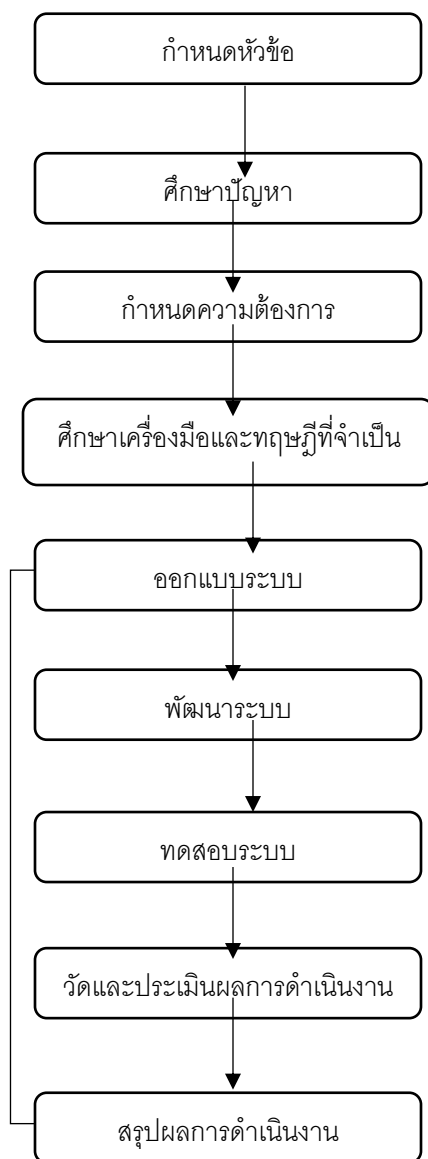 กำหนดหัวข้อ
ศึกษาปัญหา
กำหนดความต้องการ
ศึกษาเครื่องมือและทฤษฎีที่จำเป็น
ออกแบบระบบ
พัฒนาระบบ
ทดสอบระบบ
วัดและประเมินผลการดำเนินงาน
สรุปผลการดำเนินงาน